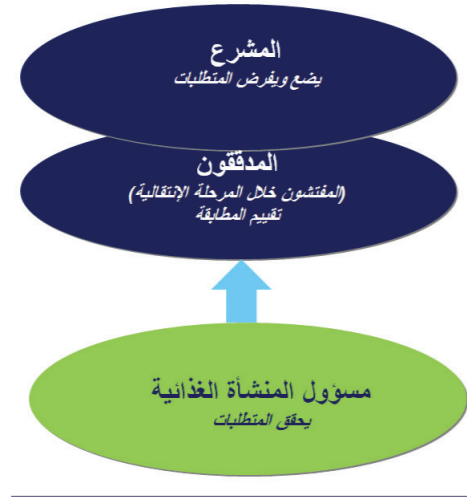 المشرع
يضع ويفرض المتطلبات
المدققون
(المفتشون خلال المرحلة الإنتقالية)
تقييم المطابقة
مسؤول المنشأة الغذائية
يحقق المتطلبات